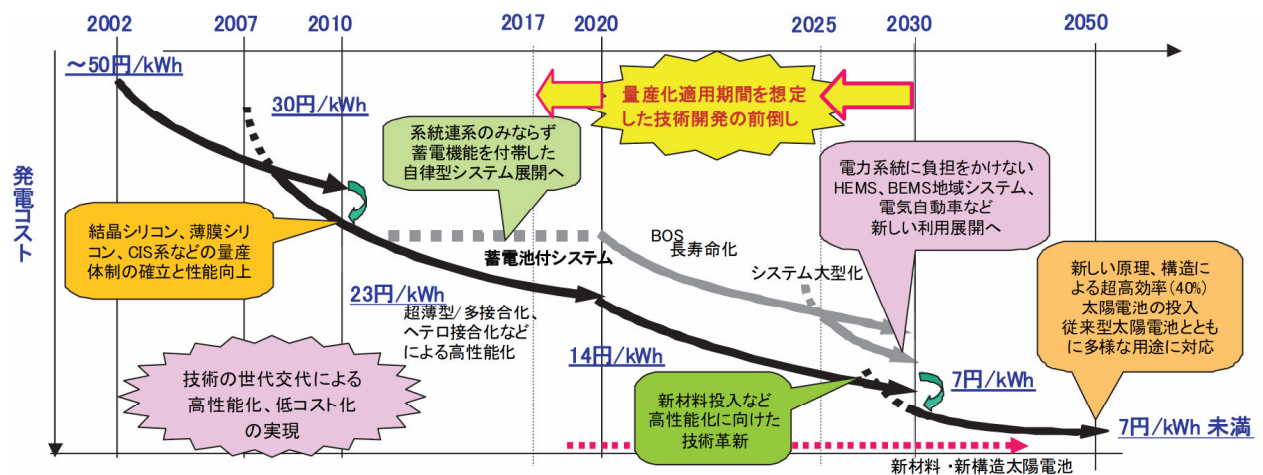 2002
2007
2010
2017
2020
2025
2030
2050
～50円/kWh
30円/kWh
量産化適用期間を想定
した技術開発の前倒し
系統連系のみならず
蓄電機能を付帯した
自律型システム展開へ
電力系統に負担をかけない
HEMS、BEMS地域システム、
電気自動車など
新しい利用展開へ
発電コスト
結晶シリコン、薄膜シリ
コン、CIS系などの量産
体制の確立と性能向上
蓄電池付システム
BOS
長寿命化
システム大型化
新しい原理、構造に
よる超高効率(40%)
太陽電池の投入
従来型太陽電池ととも
に多様な用途に対応
23円/kWh
超薄型/多接合化、
ヘテロ接合化など
による高性能化
14円/kWh
7円/kWh
技術の世代交代による
高性能化、低コスト化
の実現
新材料投入など
高性能化に向けた
技術革新
7円/kWh 未満
新材料・新構造太陽電池